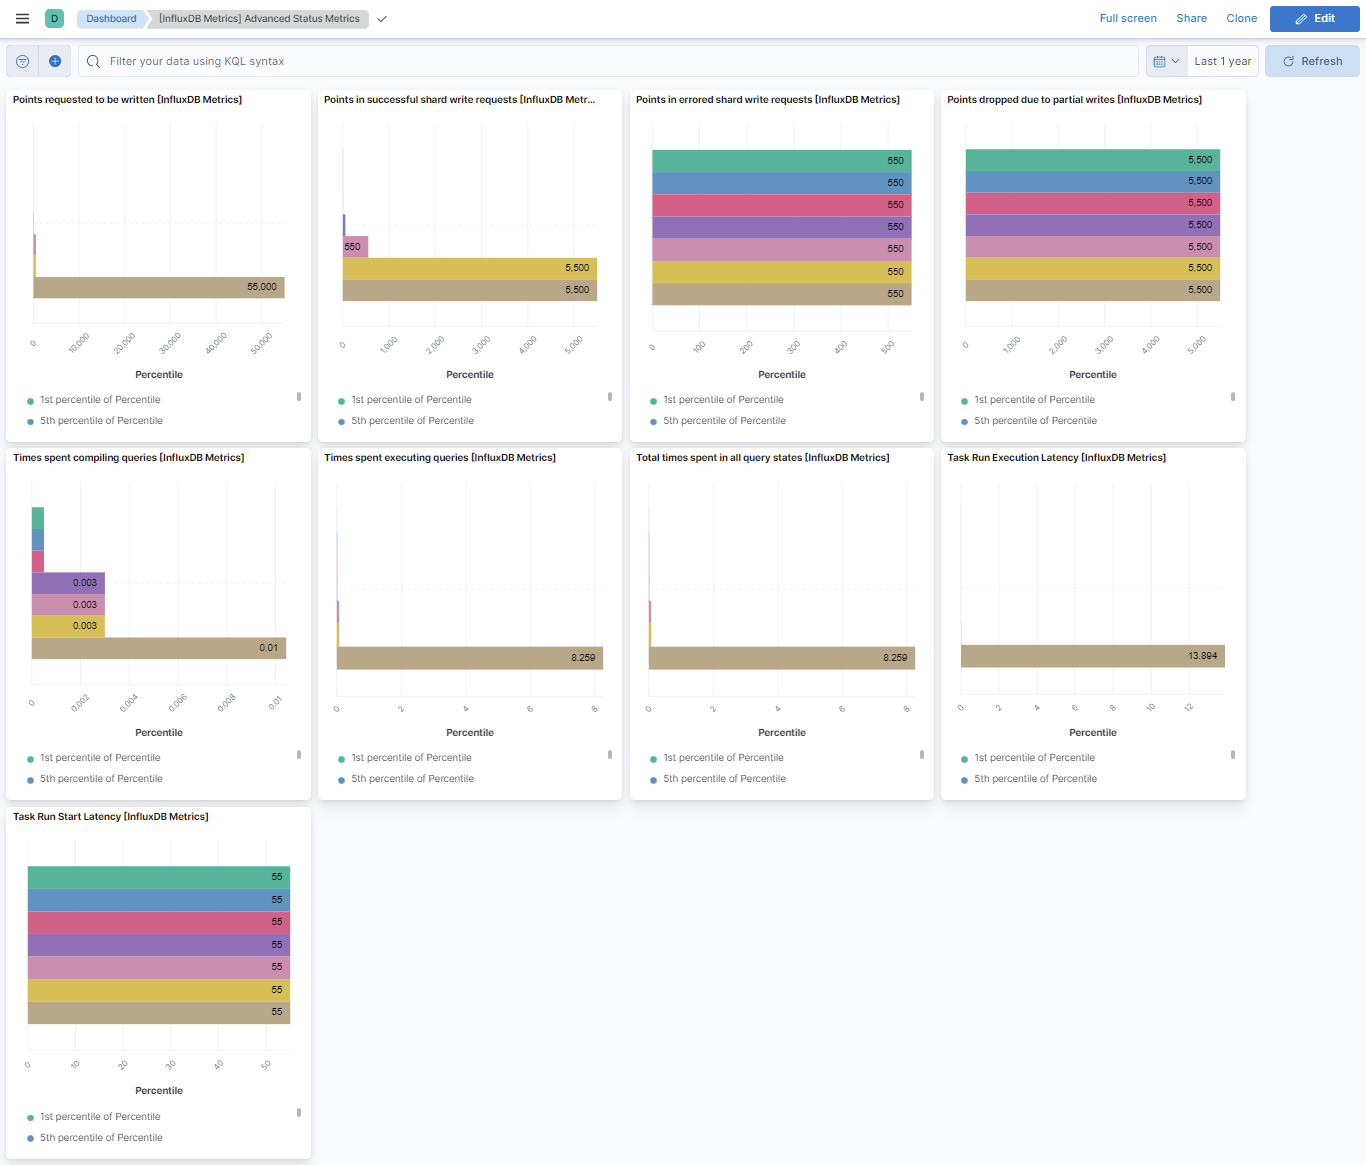 D Dashboard [InfluxDB Metrics] Advanced Status Metrics Full screen Share Clone Edit
Filter your data using KQL syntax Last 1 year Refresh
Points requested to be written [InfluxDB Metrics]
55,000
0 10,000 20,000 30,000 40,000 50,000
Percentile
1st percentile of Percentile
5th percentile of Percentile
Points in successful shard write requests [InfluxDB Metr...
550
5,500
5,500
0 1,000 2,000 3,000 4,000 5,000
Percentile
1st percentile of Percentile
5th percentile of Percentile
Points in errored shard write requests [InfluxDB Metrics]
550
550
550
550
550
550
550
0 100 200 300 400 500
Percentile
1st percentile of Percentile
5th percentile of Percentile
Points dropped due to partial writes [InfluxDB Metrics]
5,500
5,500
5,500
5,500
5,500
5,500
5,500
0 1,000 2,000 3,000 4,000 5,000
Percentile
1st percentile of Percentile
5th percentile of Percentile
Times spent compiling queries [InfluxDB Metrics]
0.003
0.003
0.003
0.01
0 0.002 0.004 0.006 0.008 0.01
Percentile
1st percentile of Percentile
5th percentile of Percentile
Times spent executing queries [InfluxDB Metrics]
8.259
0 2 4 6 8
Percentile
1st percentile of Percentile
5th percentile of Percentile
Total times spent in all query states [InfluxDB Metrics]
8.259
0 2 4 6 8
Percentile
1st percentile of Percentile
5th percentile of Percentile
Task Run Execution Latency [InfluxDB Metrics]
13.894
0 2 4 6 8 10 12
Percentile
1st percentile of Percentile
5th percentile of Percentile
Task Run Start Latency [InfluxDB Metrics]
55
55
55
55
55
55
55
0 10 20 30 40 50
Percentile
1st percentile of Percentile
5th percentile of Percentile